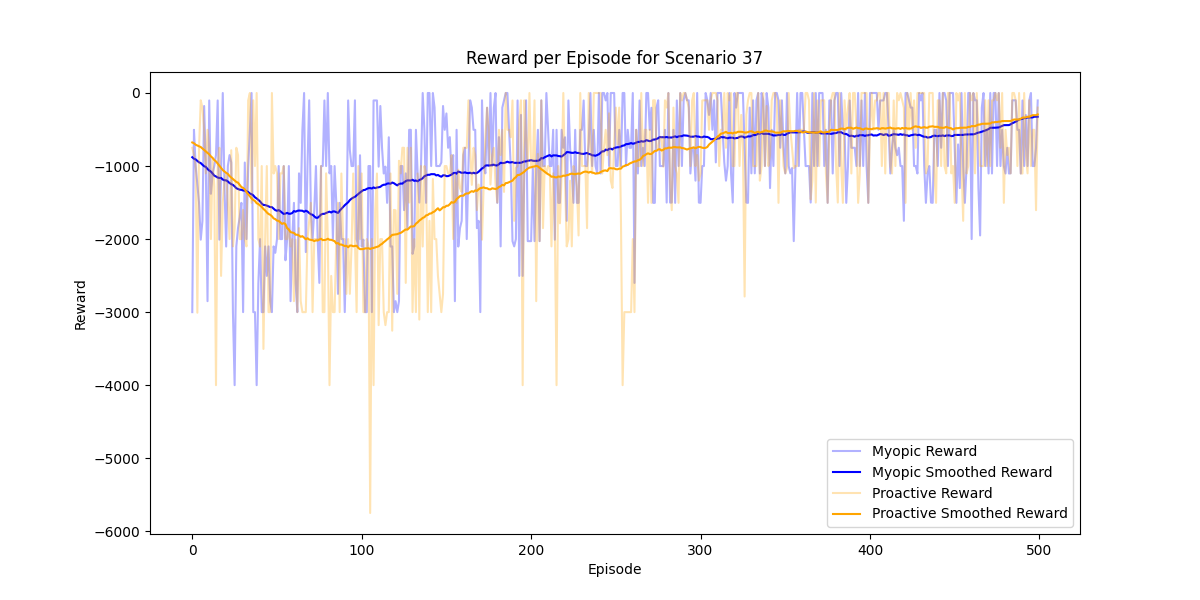 Reward per Episode for Scenario 37
Reward
0
−1000
−2000
−3000
−4000
−5000
−6000
0 100 200 300 400 500
Episode
Myopic Reward
Myopic Smoothed Reward
Proactive Reward
Proactive Smoothed Reward